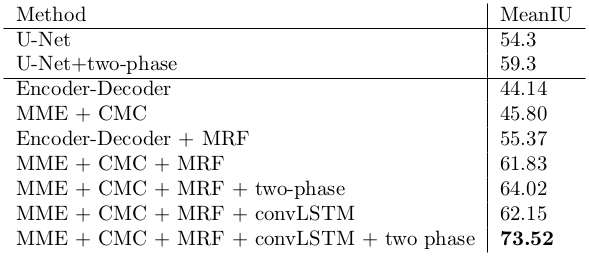 Method MeanIU
U-Net 54.3
U-Net+two-phase 59.3
Encoder-Decoder 44.14
MME + CMC 45.80
Encoder-Decoder + MRF 55.37
MME + CMC + MRF 61.83
MME + CMC + MRF + two-phase 64.02
MME + CMC + MRF + convLSTM 62.15
MME + CMC + MRF + convLSTM + two phase 73.52